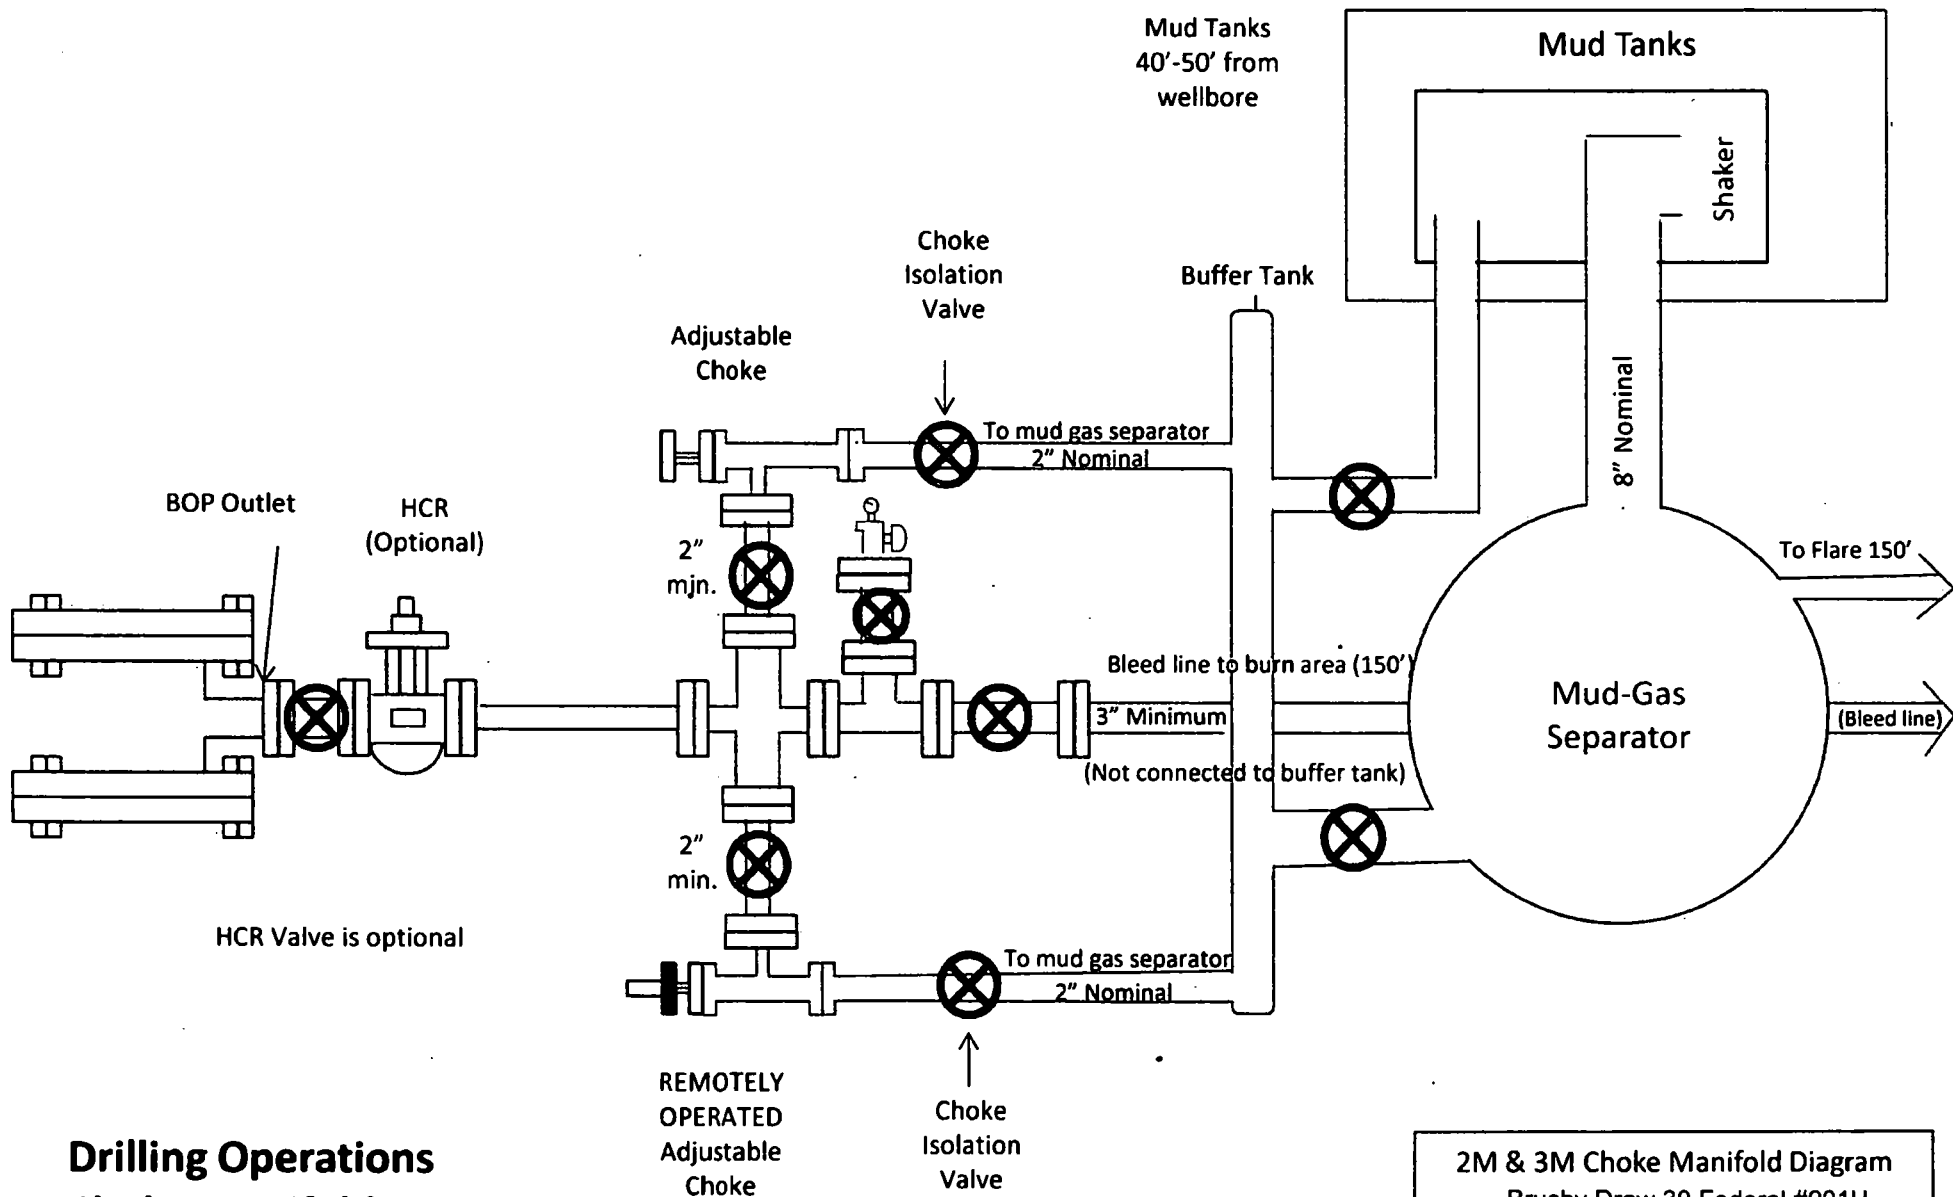 Mud Tanks
40'-50' from
wellbore
Mud Tanks
Shaker
Choke
Isolation
Valve
Buffer Tank
Adjustable
Choke
To mud gas separator
2" Nominal
8" Nominal
BOP Outlet
HCR
(Optional)
2"
min.
To Flare 150'
Bleed line to burn area (150')
3" Minimum
(Not connected to buffer tank)
Mud-Gas
Separator
(Bleed line)
2"
min.
HCR Valve is optional
To mud gas separator
2" Nominal
REMOTELY
OPERATED
Adjustable
Choke
Choke
Isolation
Valve
Drilling Operations
2M & 3M Choke Manifold Diagram